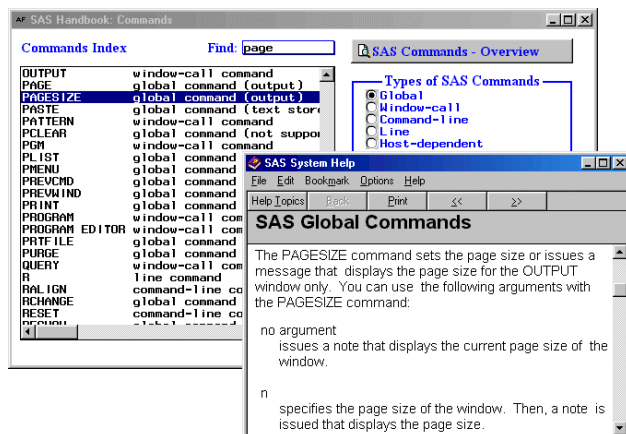 AF SAS Handbook: Commands
Commands Index Find: page
SAS Commands - Overview
OUTPUT window-call command
PAGE global command (output)
PAGESIZE global command (output)
PASTE global command (text store
PATTERN window-call command
PCLEAR global command (not suppor
PGM window-call command
PLIST global command
PMENU global command
PREVCMD global command
PREVWIND global command
PRINT global command
PROGRAM window-call com
PROGRAM EDITOR window-call com
PRTFILE global command
PURGE global command
QUERY window-call com
R line command
RALIGN command-line co
RCHANGE global command
RESET command-line co
Types of SAS Commands
Global
Window-call
Command-line
Line
Host-dependent
SAS System Help
File Edit Bookmark Options Help
Help Topics Back Print << >>
SAS Global Commands
The PAGESIZE command sets the page size or issues a
message that displays the page size for the OUTPUT
window only. You can use the following arguments with
the PAGESIZE command:
no argument
issues a note that displays the current page size of the
window.
n
specifies the page size of the window. Then, a note is
issued that displays the page size.